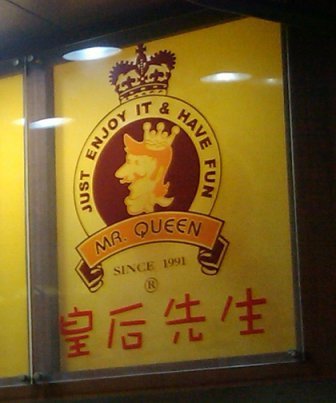 JUST ENJOY IT & HAVE FUN
MR. QUEEN
SINCE 1991
®
皇后先生